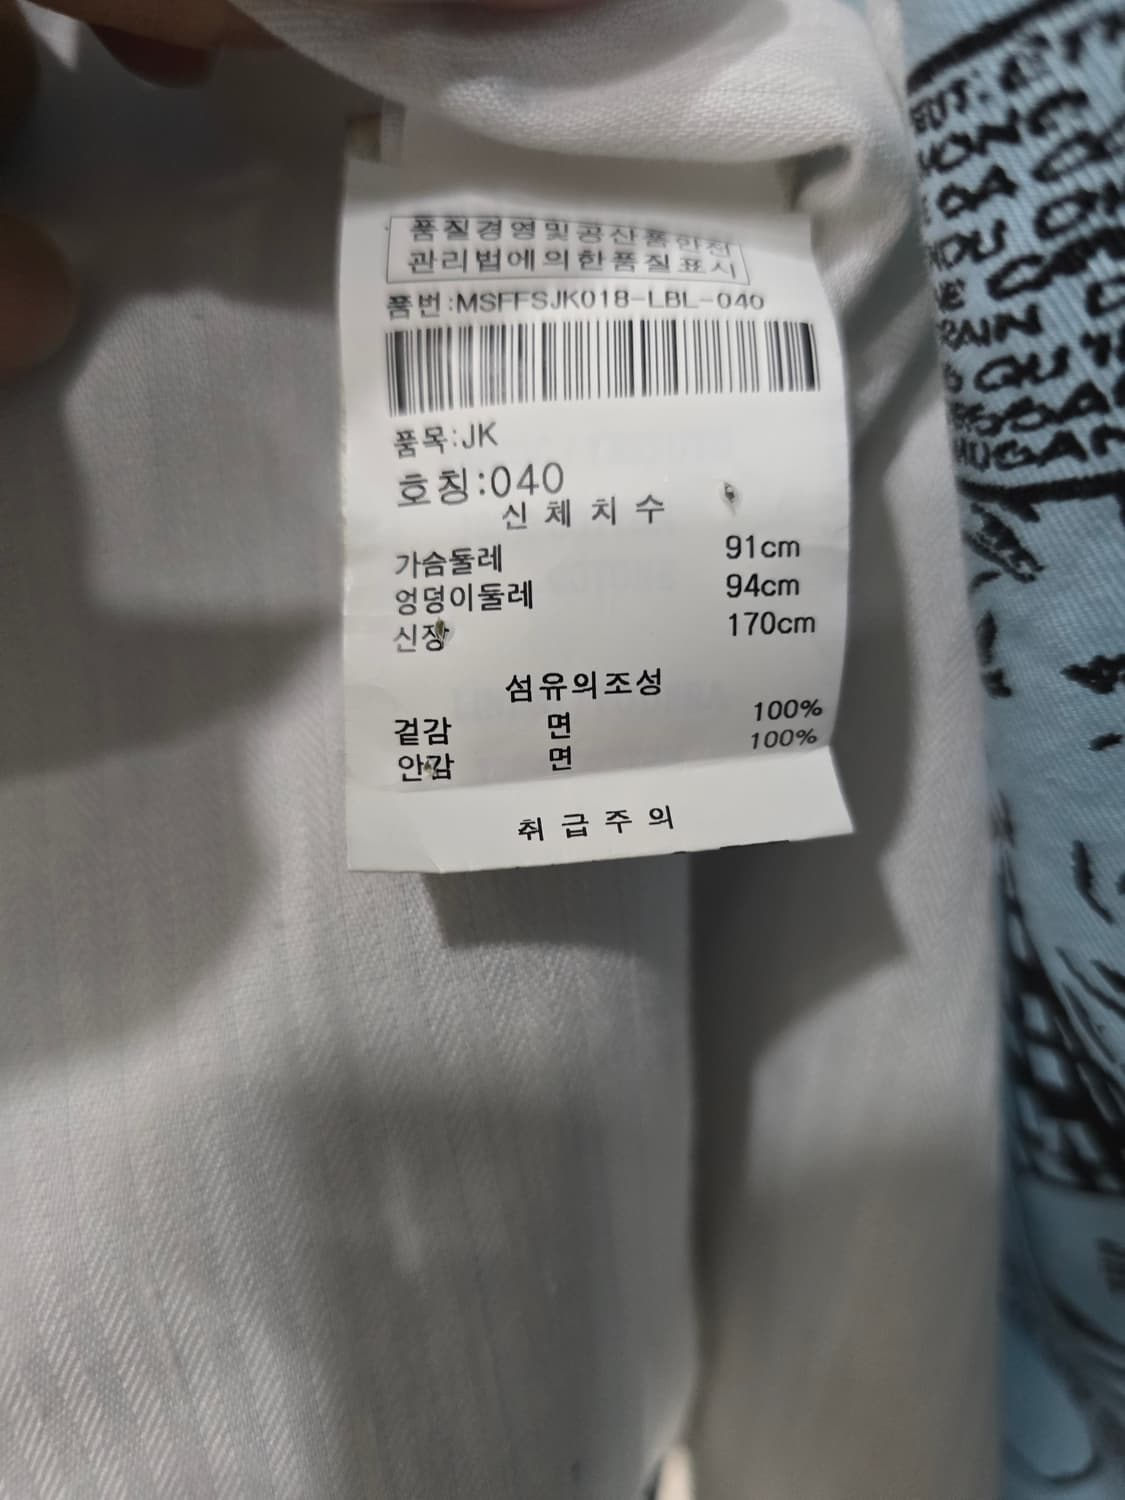 품질경영및공산품안전
관리법에의한품질표시
품번:MSFFSJK018-LBL-040
품목:JK
호칭:040
신체치수
가슴둘레 91cm
엉덩이둘레 94cm
신장 170cm
섬유의조성
겉감 면 100%
안감 면 100%
취급주의
RAIN
QU